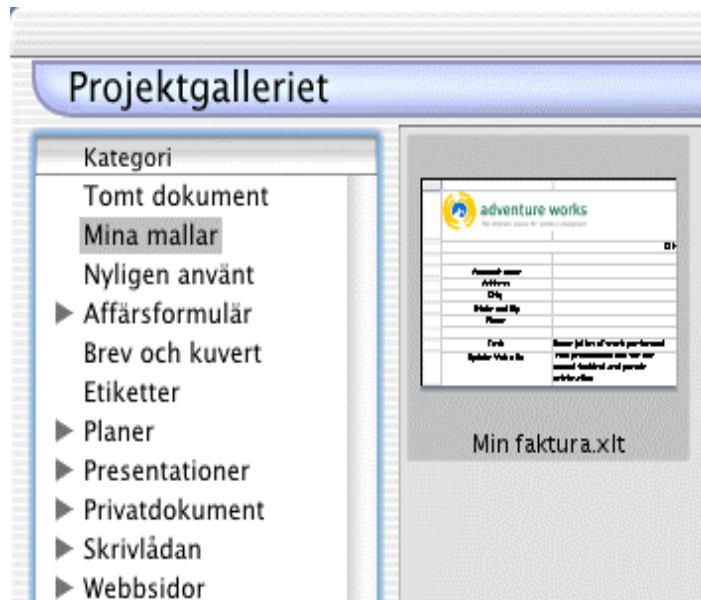 Projektgalleriet
Kategori
Tomt dokument
Mina mallar
Nyligen använt
Affärsformulär
Brev och kuvert
Etiketter
Planer
Presentationer
Privatdokument
Skrivlådan
Webbsidor
adventure works
Min faktura.xlt